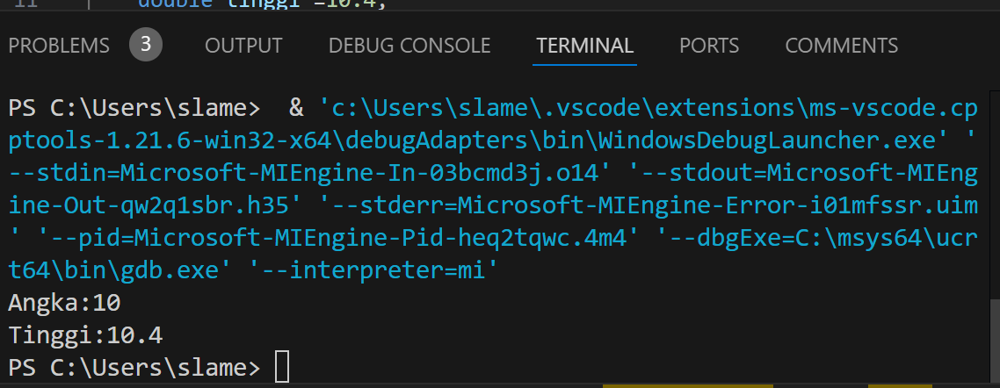 11 double tinggi =10.4;
PROBLEMS 3 OUTPUT DEBUG CONSOLE TERMINAL PORTS COMMENTS
PS C:\Users\slame>  & 'c:\Users\slame\.vscode\extensions\ms-vscode.cp
ptools-1.21.6-win32-x64\debugAdapters\bin\WindowsDebugLauncher.exe' '
--stdin=Microsoft-MIEngine-In-03bcmd3j.o14' '--stdout=Microsoft-MIEng
ine-Out-qw2q1sbr.h35' '--stderr=Microsoft-MIEngine-Error-i01mfssr.uim
' '--pid=Microsoft-MIEngine-Pid-heq2tqwc.4m4' '--dbgExe=C:\msys64\ucr
t64\bin\gdb.exe' '--interpreter=mi'
Angka:10
Tinggi:10.4
PS C:\Users\slame>